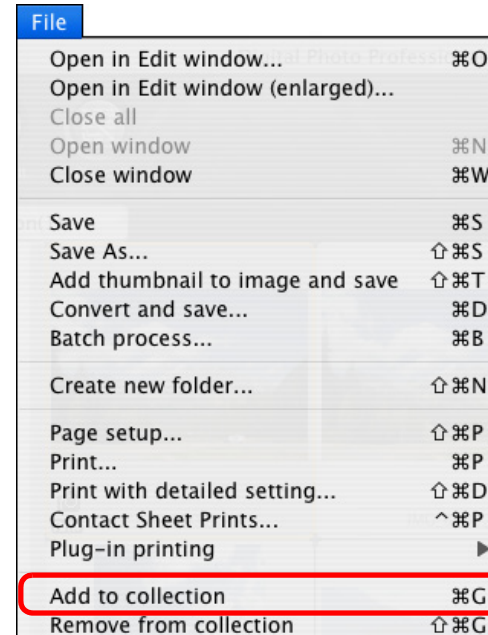 File
Open in Edit window... ⌘O
Open in Edit window (enlarged)...
Close all
Open window ⌘N
Close window ⌘W
Save ⌘S
Save As... ⇧⌘S
Add thumbnail to image and save ⇧⌘T
Convert and save... ⌘D
Batch process... ⌘B
Create new folder... ⇧⌘N
Page setup... ⇧⌘P
Print... ⌘P
Print with detailed setting... ⇧⌘D
Contact Sheet Prints... ^⌘P
Plug-in printing ▶
Add to collection ⌘G
Remove from collection ⇧⌘G